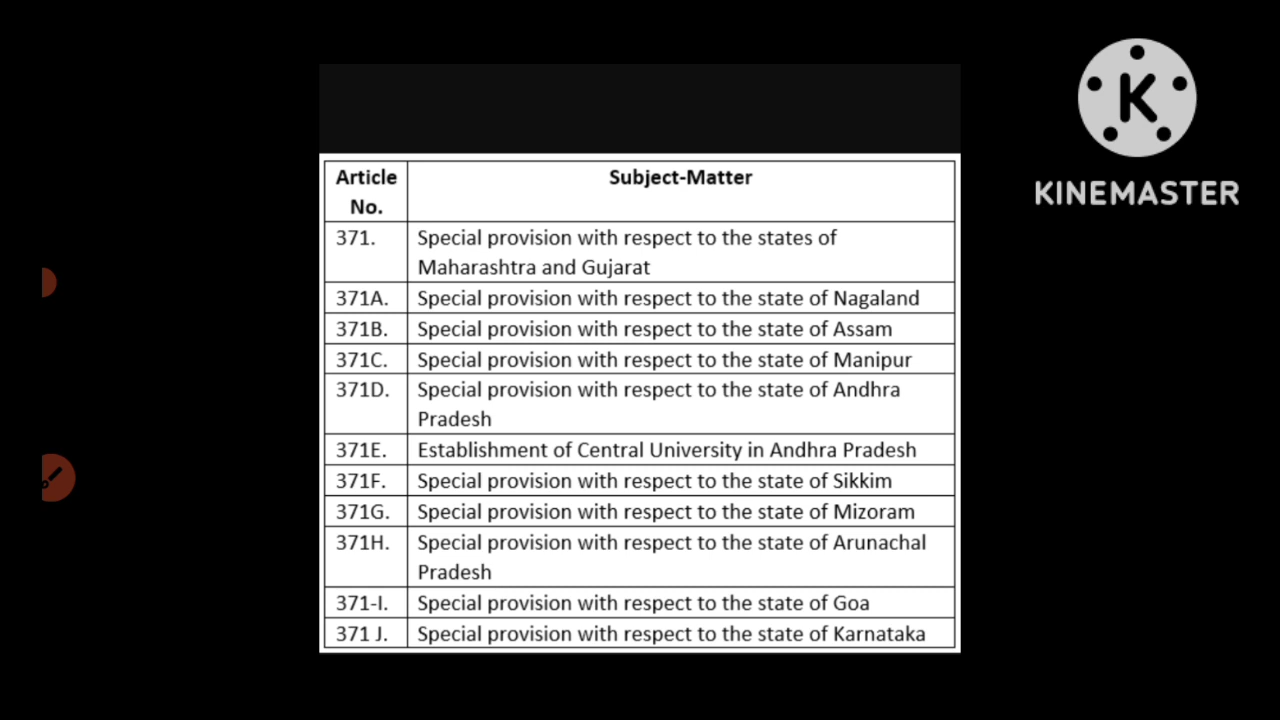 K
KINEMASTER
Article
No.
Subject-Matter
371.
Special provision with respect to the states of
Maharashtra and Gujarat
371A.
Special provision with respect to the state of Nagaland
371B.
Special provision with respect to the state of Assam
371C.
Special provision with respect to the state of Manipur
371D.
Special provision with respect to the state of Andhra
Pradesh
371E.
Establishment of Central University in Andhra Pradesh
371F.
Special provision with respect to the state of Sikkim
371G.
Special provision with respect to the state of Mizoram
371H.
Special provision with respect to the state of Arunachal
Pradesh
371-I.
Special provision with respect to the state of Goa
371 J.
Special provision with respect to the state of Karnataka